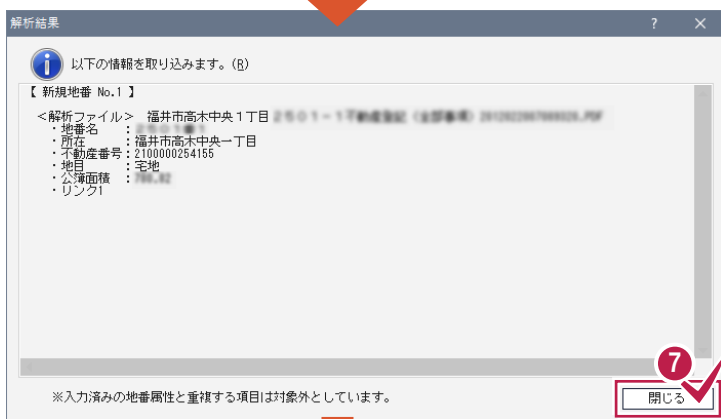 解析結果
? ×
i 以下の情報を取り込みます。(R)
【 新規地番 No.1 】
<解析ファイル> 福井市高木中央1丁目
・地番名 :
・所在 :福井市高木中央一丁目
・不動産番号:2100000254155
・地目 :宅地
・公簿面積 :
・リンク1
7
※入力済みの地番属性と重複する項目は対象外としています。
閉じる